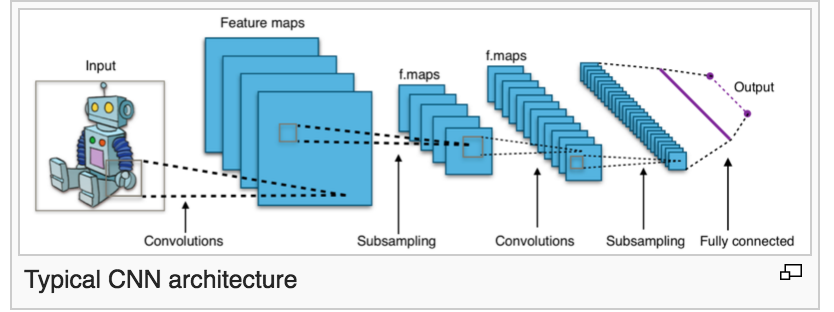 Feature maps
Input
f.maps
f.maps
Output
Convolutions
Subsampling
Convolutions
Subsampling
Fully connected
Typical CNN architecture